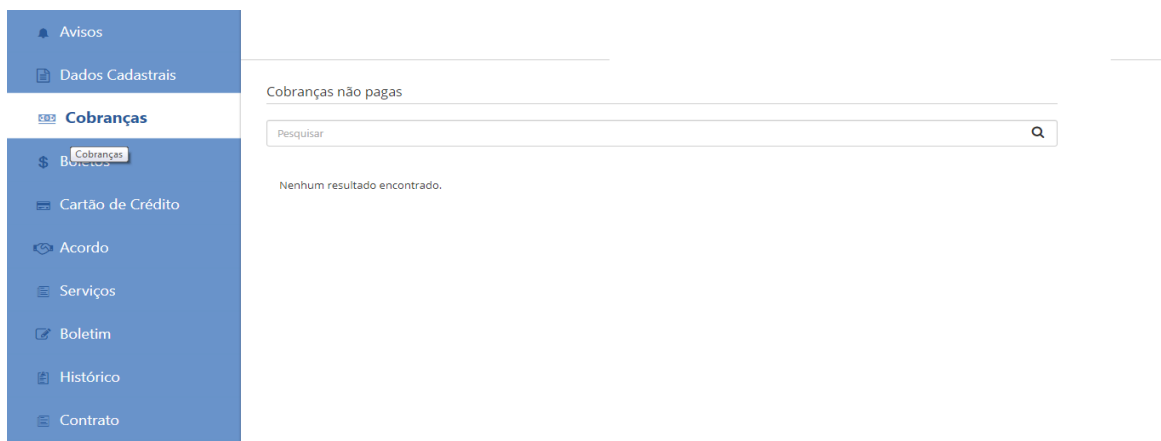 Avisos
Dados Cadastrais
Cobranças
Cobranças
Boletos
Cartão de Crédito
Acordo
Serviços
Boletim
Histórico
Contrato
Cobranças não pagas
Pesquisar
Nenhum resultado encontrado.